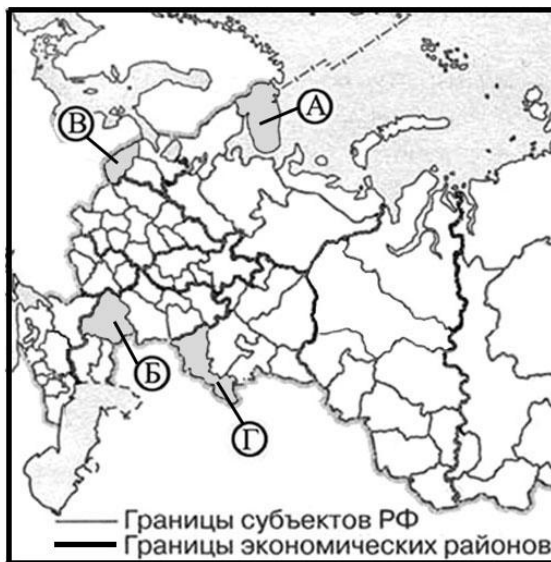 А
В
Б
Г
Границы субъектов РФ
Границы экономических районов